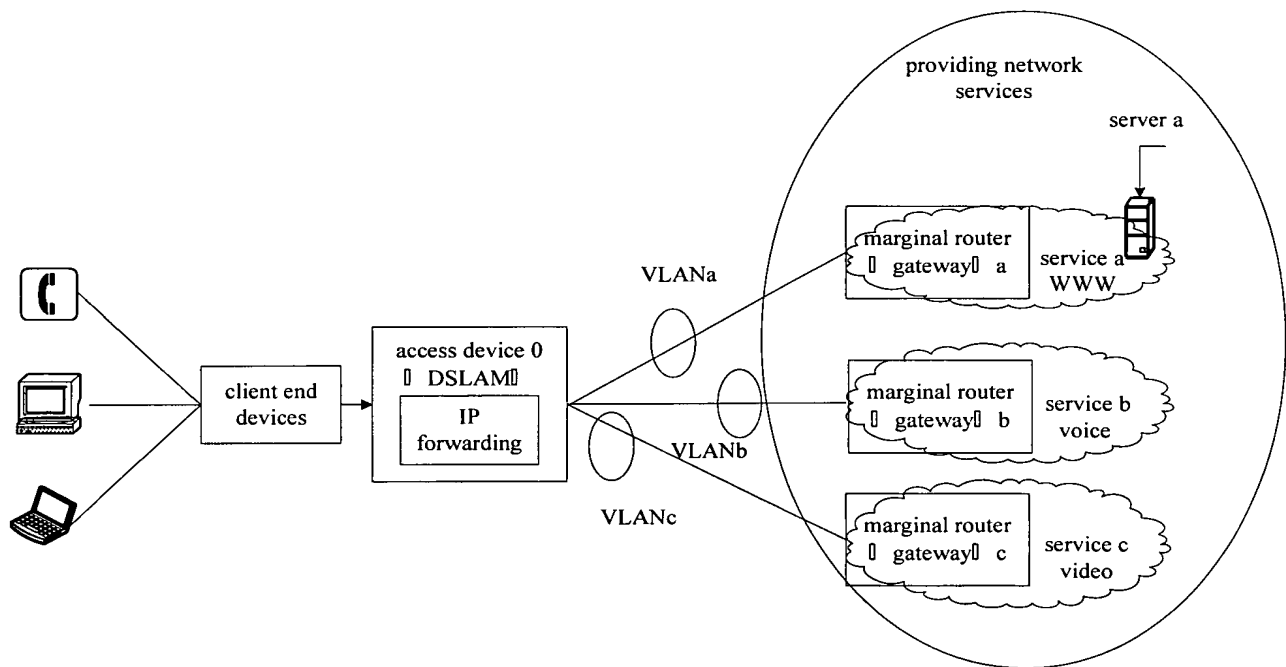 providing network
services
server a
marginal router
▯ gateway▯ a
service a
WWW
VLANa
access device 0
▯ DSLAM▯
IP
forwarding
client end
devices
marginal router
▯ gateway▯ b
service b
voice
VLANb
VLANc
marginal router
▯ gateway▯ c
service c
video